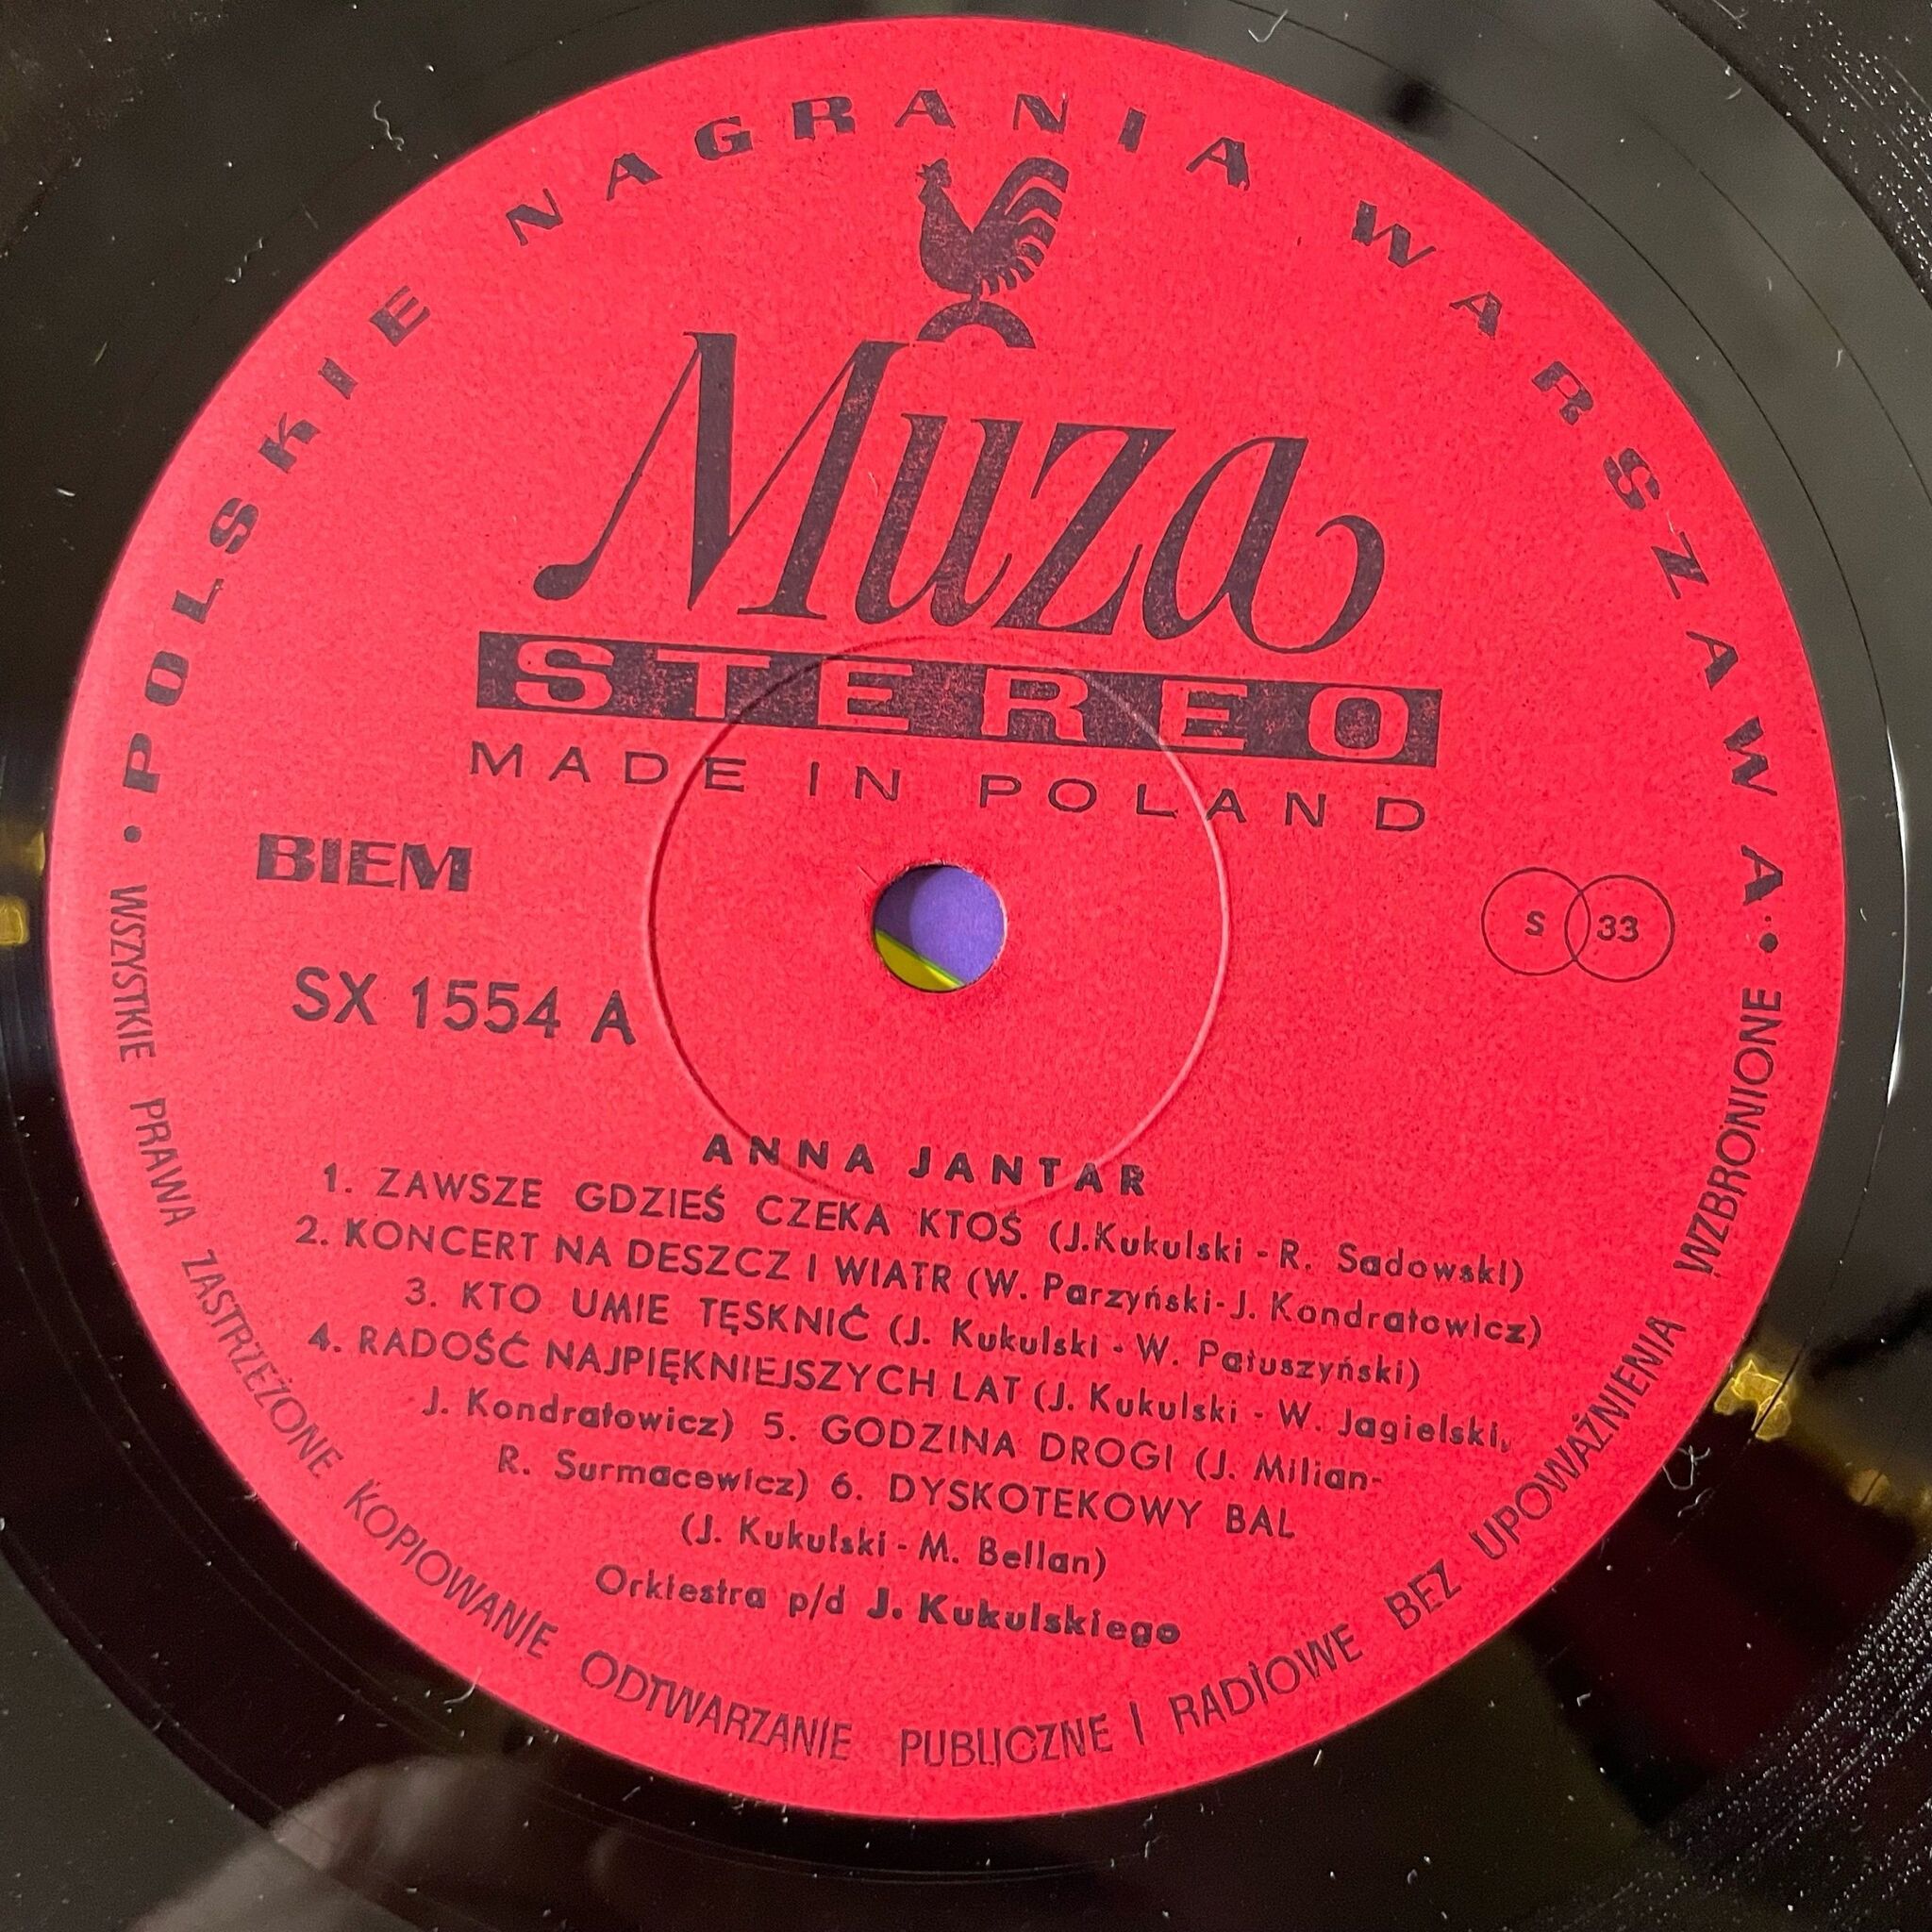 • POLSKIE NAGRANIA WARSZAWA •
Muza
STEREO
MADE IN POLAND
BIEM
S 33
SX 1554 A
ANNA JANTAR
1. ZAWSZE GDZIEŚ CZEKA KTOŚ (J.Kukulski - R. Sadowski)
2. KONCERT NA DESZCZ I WIATR (W. Parzyński-J. Kondratowicz)
3. KTO UMIE TĘSKNIĆ (J. Kukulski - W. Patuszyński)
4. RADOŚĆ NAJPIĘKNIEJSZYCH LAT (J. Kukulski - W. Jagielski,
J. Kondratowicz) 5. GODZINA DROGI (J. Milian-
R. Surmacewicz) 6. DYSKOTEKOWY BAL
(J. Kukulski - M. Bellan)
Orkiestra p/d J. Kukulskiego
WSZYSTKIE PRAWA ZASTRZEŻONE KOPIOWANIE ODTWARZANIE PUBLICZNE I RADIOWE BEZ UPOWAŻNIENIA WZBRONIONE